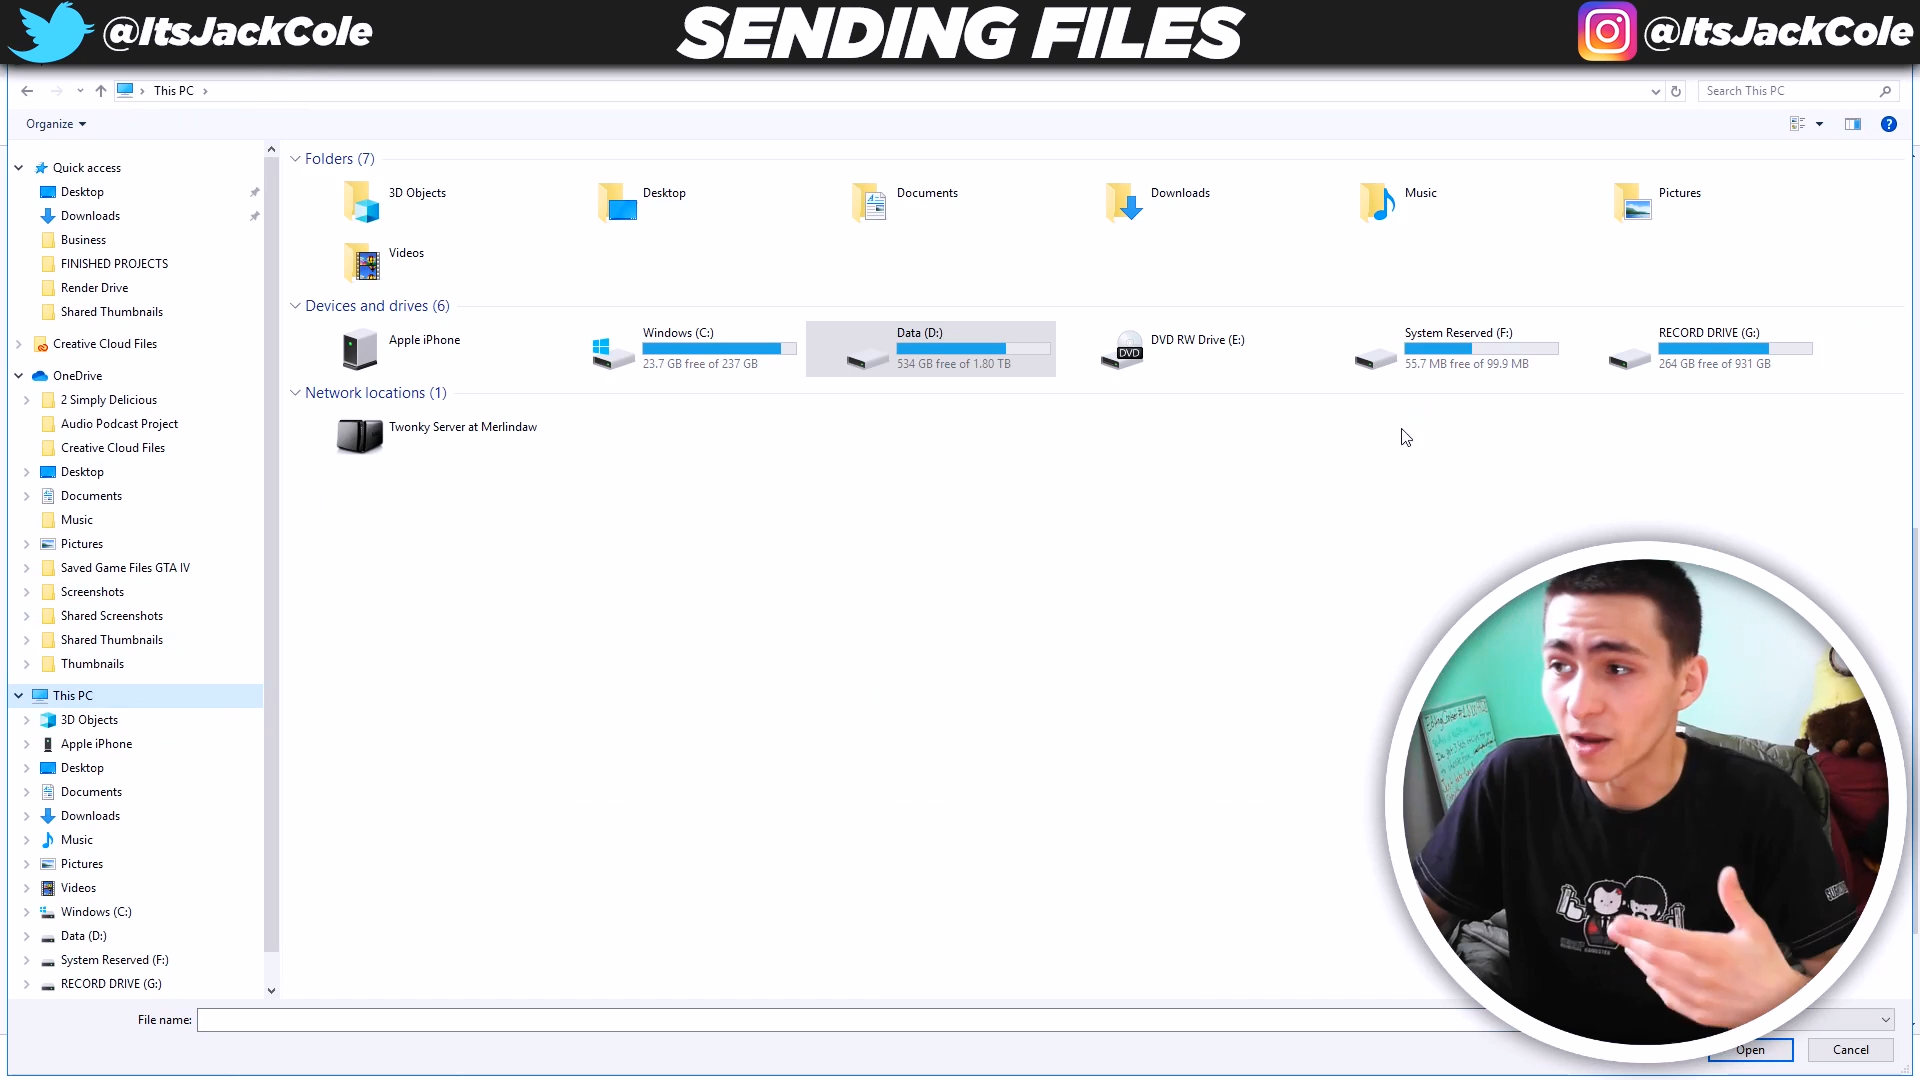 @ItsJackCole
SENDING FILES
@ItsJackCole
This PC
Search This PC
Organize
Quick access
Desktop
Downloads
Business
FINISHED PROJECTS
Render Drive
Shared Thumbnails
Creative Cloud Files
OneDrive
2 Simply Delicious
Audio Podcast Project
Creative Cloud Files
Desktop
Documents
Music
Pictures
Saved Game Files GTA IV
Screenshots
Shared Screenshots
Shared Thumbnails
Thumbnails
This PC
3D Objects
Apple iPhone
Desktop
Documents
Downloads
Music
Pictures
Videos
Windows (C:)
Data (D:)
System Reserved (F:)
RECORD DRIVE (G:)
Folders (7)
3D Objects
Desktop
Documents
Downloads
Music
Pictures
Videos
Devices and drives (6)
Apple iPhone
Windows (C:)
23.7 GB free of 237 GB
Data (D:)
534 GB free of 1.80 TB
DVD RW Drive (E:)
DVD
System Reserved (F:)
55.7 MB free of 99.9 MB
RECORD DRIVE (G:)
264 GB free of 931 GB
Network locations (1)
Twonky Server at Merlindaw
File name:
Open
Cancel